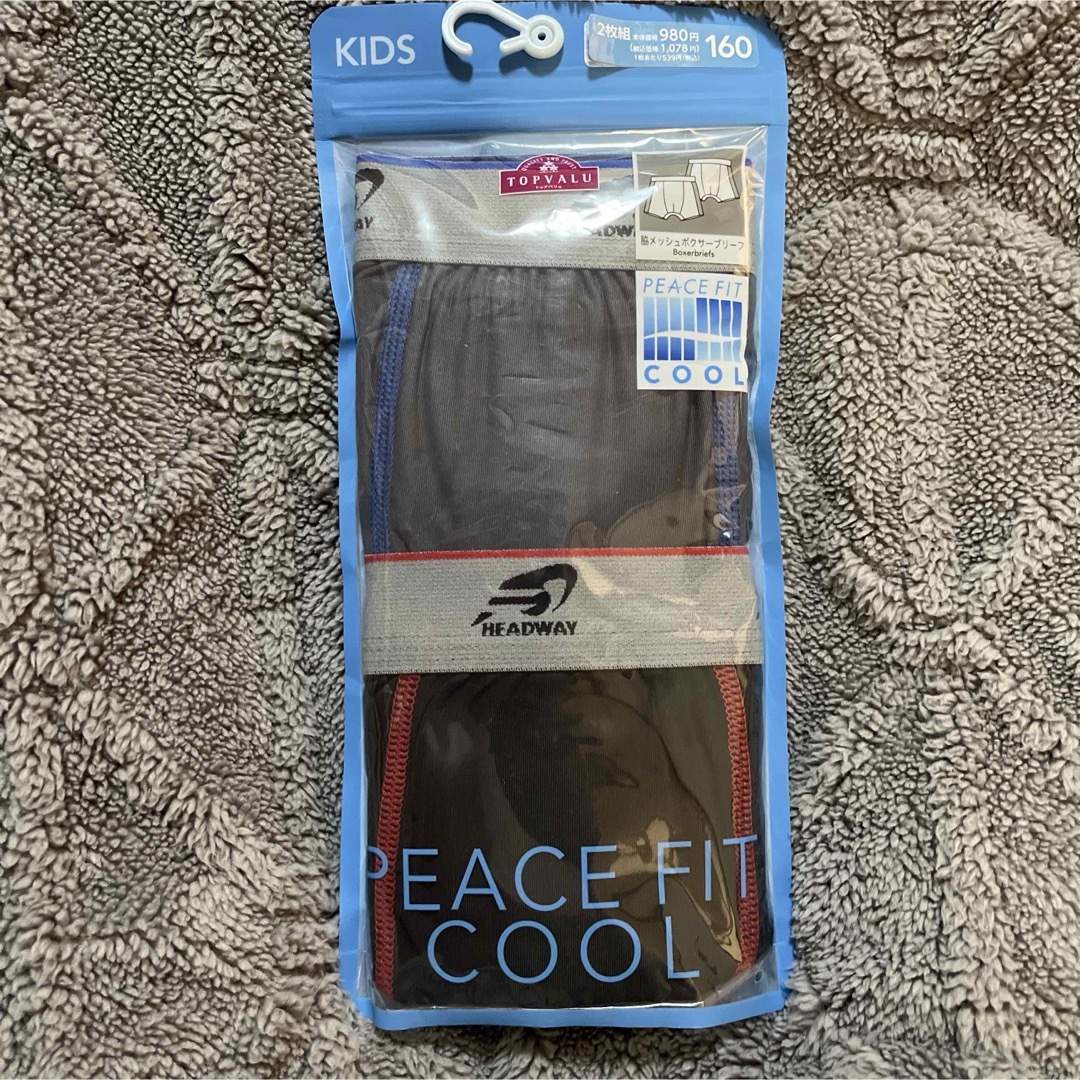 KIDS
2枚組 本体価格 980円
(税込価格 1,078円)
1枚あたり539円(税込)
160
QUALITY AND TRUST
TOPVALU
トップバリュ
脇メッシュボクサーブリーフ
Boxerbriefs
PEACE FIT
COOL
HEADWAY
PEACE FIT
COOL